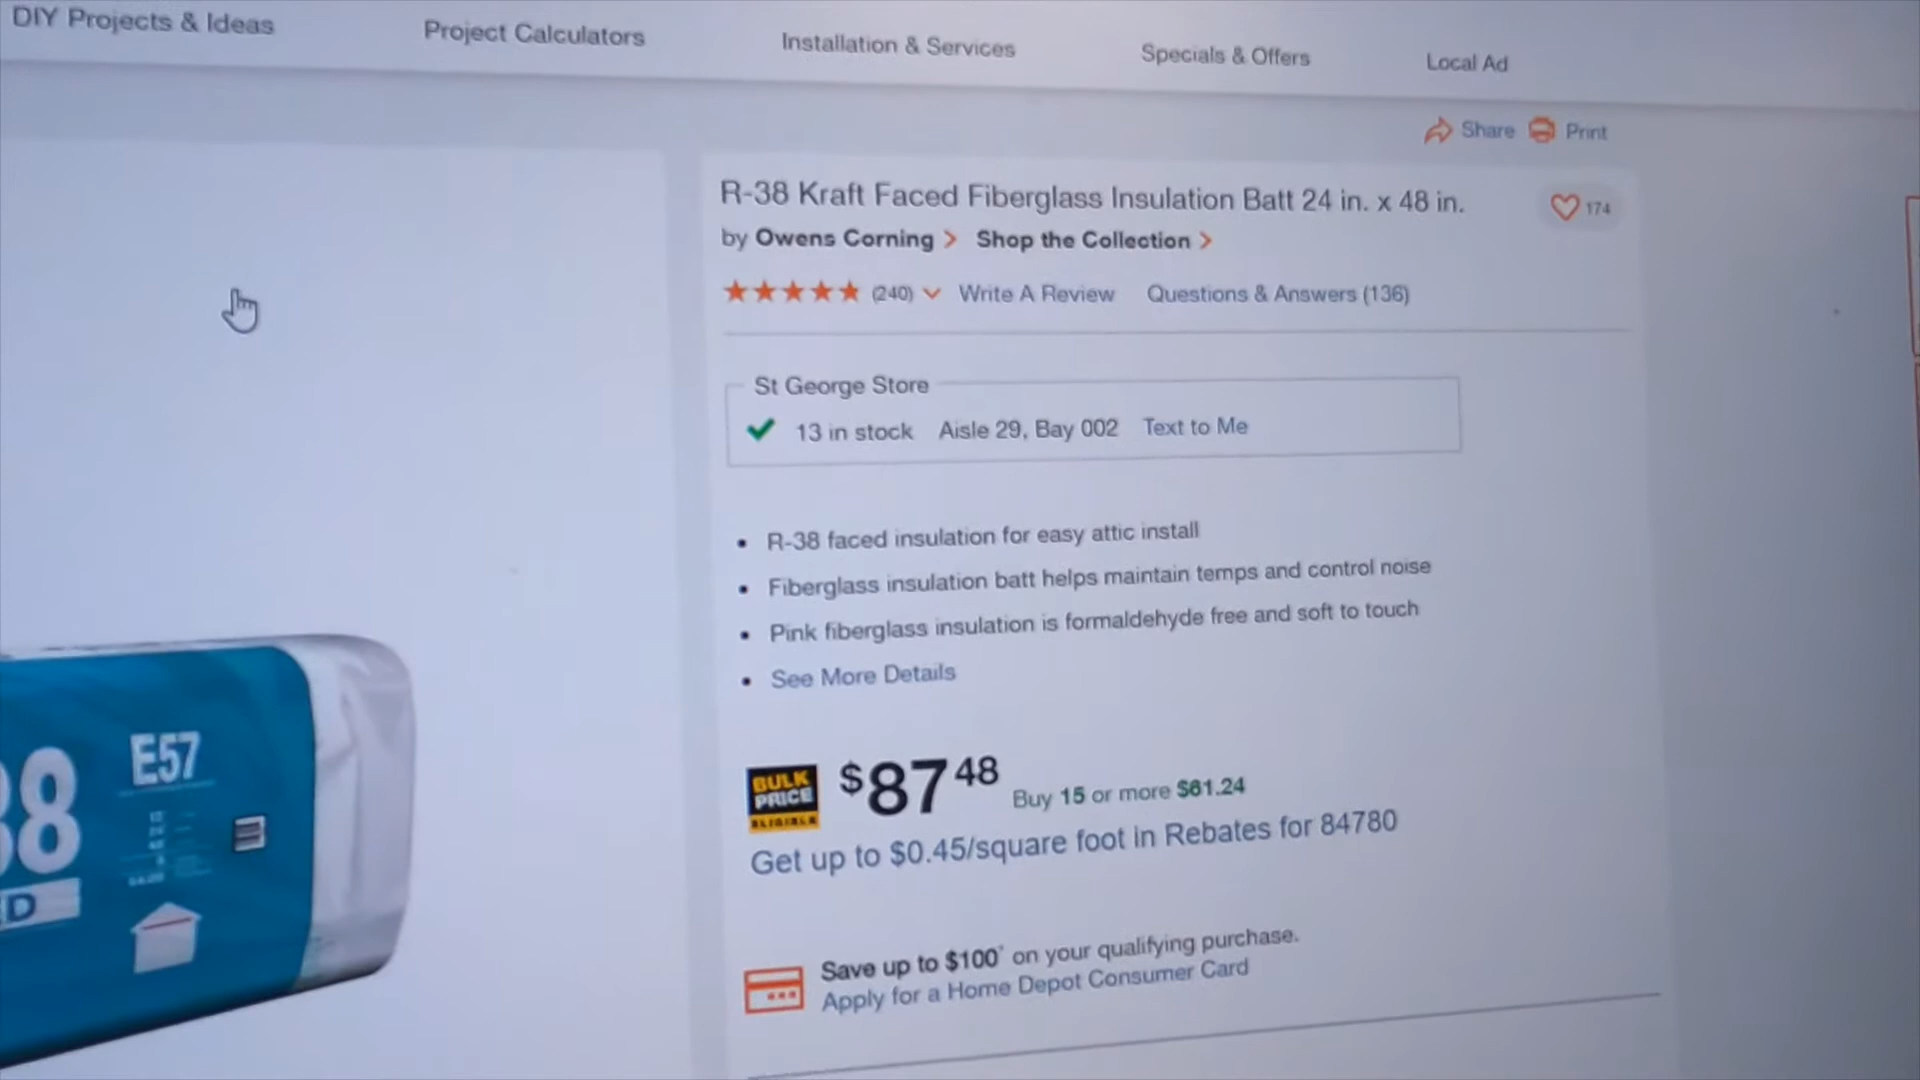 DIY Projects & Ideas
Project Calculators
Installation & Services
Specials & Offers
Local Ad
Share
Print
R-38 Kraft Faced Fiberglass Insulation Batt 24 in. x 48 in.
174
by Owens Corning > Shop the Collection >
(240) Write A Review Questions & Answers (136)
St George Store
13 in stock Aisle 29, Bay 002 Text to Me
• R-38 faced insulation for easy attic install
• Fiberglass insulation batt helps maintain temps and control noise
• Pink fiberglass insulation is formaldehyde free and soft to touch
• See More Details
E57
8
D
BULK
PRICE
ELIGIBLE
$87 48
Buy 15 or more $61.24
Get up to $0.45/square foot in Rebates for 84780
Save up to $100* on your qualifying purchase.
Apply for a Home Depot Consumer Card